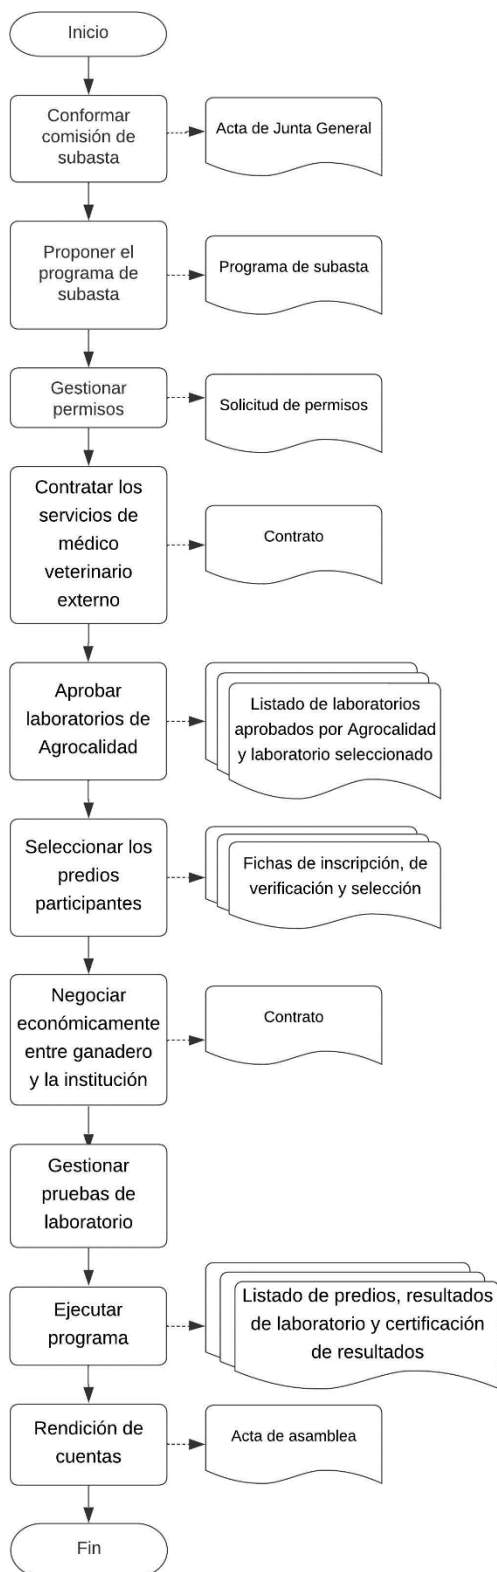 Inicio
Conformar
comisión de
subasta
Acta de Junta General
Proponer el
programa de
subasta
Programa de subasta
Gestionar
permisos
Solicitud de permisos
Contratar los
servicios de
médico
veterinario
externo
Contrato
Aprobar
laboratorios de
Agrocalidad
Listado de laboratorios
aprobados por Agrocalidad
y laboratorio seleccionado
Seleccionar los
predios
participantes
Fichas de inscripción, de
verificación y selección
Negociar
económicamente
entre ganadero
y la institución
Contrato
Gestionar
pruebas de
laboratorio
Ejecutar
programa
Listado de predios, resultados
de laboratorio y certificación
de resultados
Rendición de
cuentas
Acta de asamblea
Fin